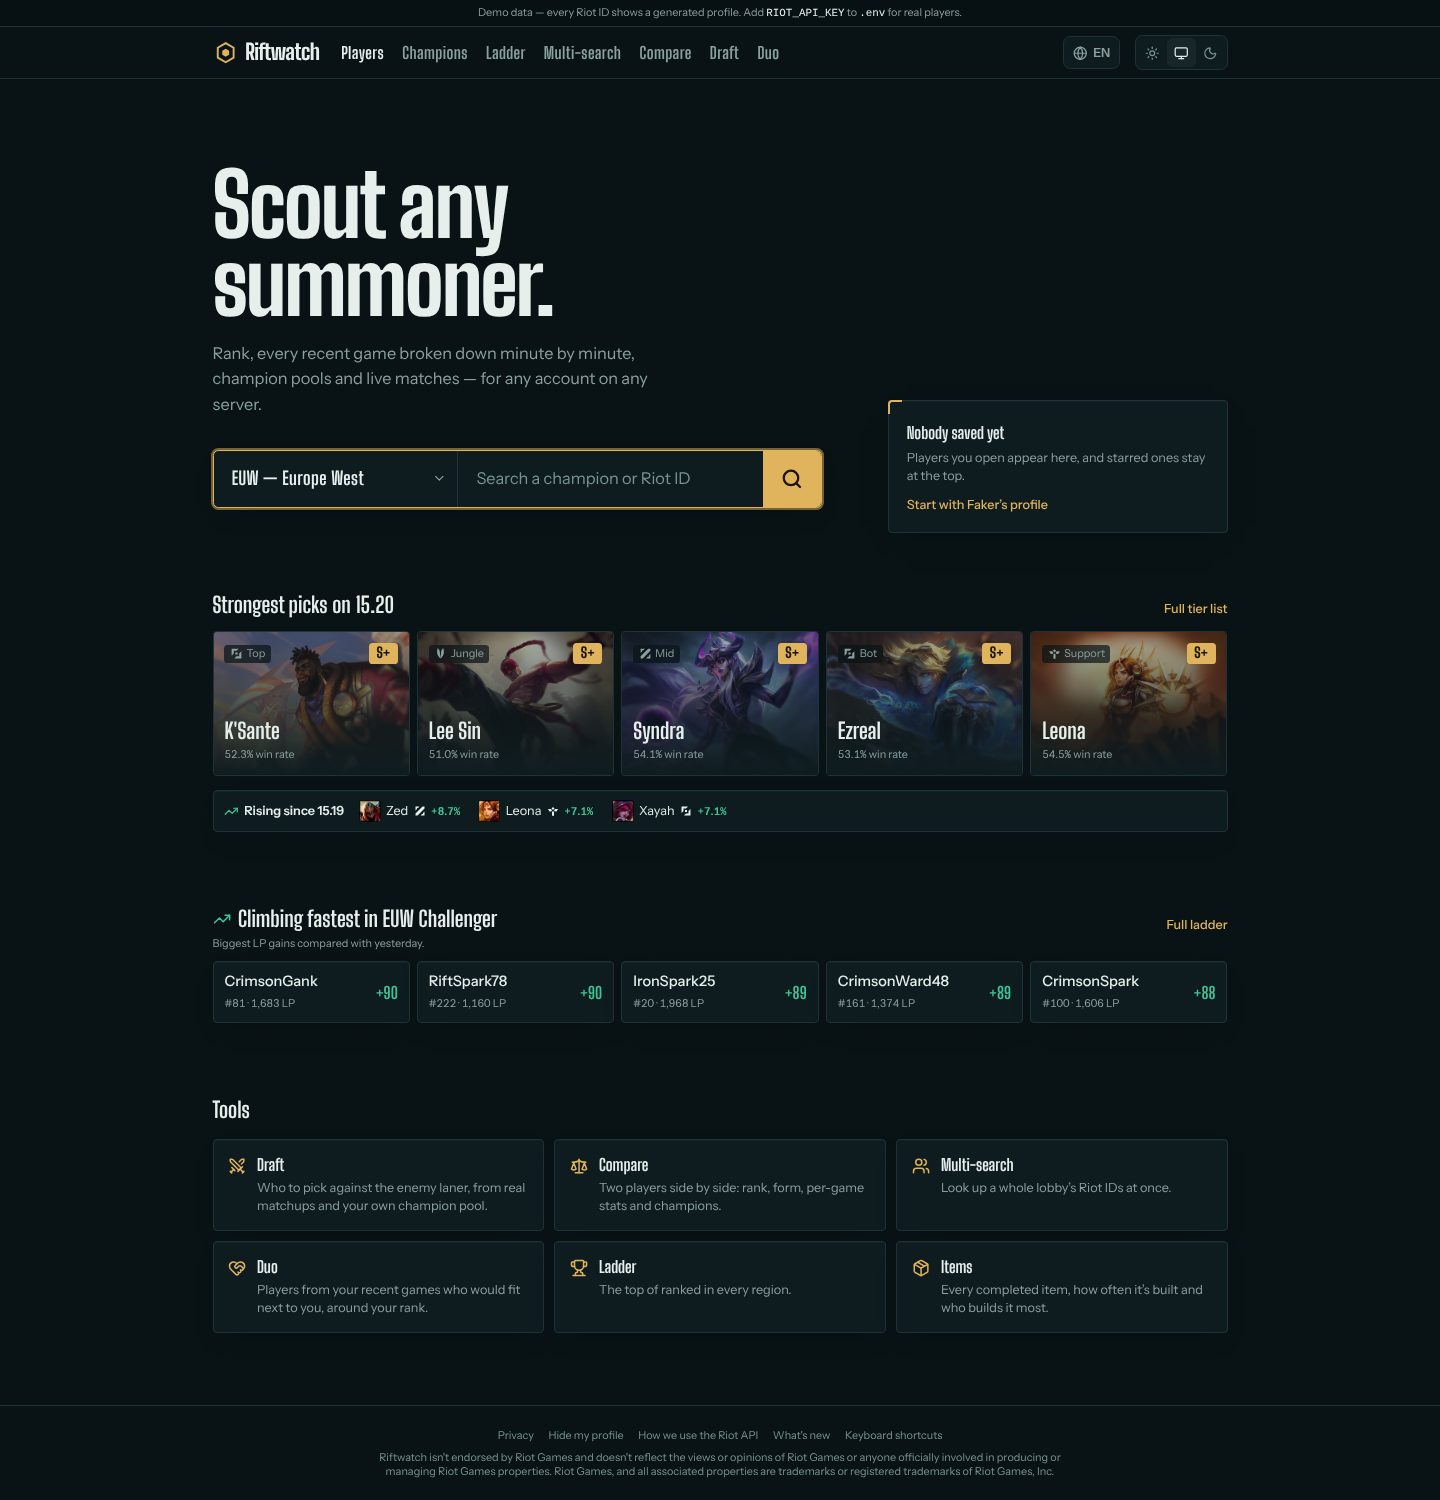 Demo data — every Riot ID shows a generated profile. Add RIOT_API_KEY to .env for real players.
Riftwatch Players Champions Ladder Multi-search Compare Draft Duo EN
Scout any
summoner.
Rank, every recent game broken down minute by minute,
champion pools and live matches — for any account on any
server.
EUW — Europe West Search a champion or Riot ID
Nobody saved yet
Players you open appear here, and starred ones stay
at the top.
Start with Faker's profile
Strongest picks on 15.20 Full tier list
Top S+ Jungle S+ Mid S+ Bot S+ Support S+
K'Sante Lee Sin Syndra Ezreal Leona
52.3% win rate 51.0% win rate 54.1% win rate 53.1% win rate 54.5% win rate
Rising since 15.19 Zed +8.7% Leona +7.1% Xayah +7.1%
Climbing fastest in EUW Challenger Full ladder
Biggest LP gains compared with yesterday.
CrimsonGank RiftSpark78 IronSpark25 CrimsonWard48 CrimsonSpark
+90 +90 +89 +89 +88
#81 · 1,683 LP #222 · 1,160 LP #20 · 1,968 LP #161 · 1,374 LP #100 · 1,606 LP
Tools
Draft
Who to pick against the enemy laner, from real
matchups and your own champion pool.
Compare
Two players side by side: rank, form, per-game
stats and champions.
Multi-search
Look up a whole lobby's Riot IDs at once.
Duo
Players from your recent games who would fit
next to you, around your rank.
Ladder
The top of ranked in every region.
Items
Every completed item, how often it's built and
who builds it most.
Privacy Hide my profile How we use the Riot API What's new Keyboard shortcuts
Riftwatch isn't endorsed by Riot Games and doesn't reflect the views or opinions of Riot Games or anyone officially involved in producing or
managing Riot Games properties. Riot Games, and all associated properties are trademarks or registered trademarks of Riot Games, Inc.